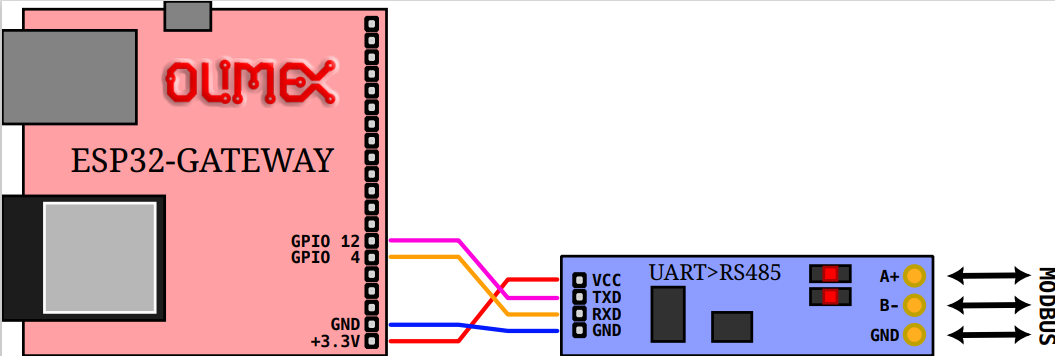 OLIMEX
ESP32-GATEWAY
GPIO 12
GPIO 4
GND
+3.3V
UART>RS485
VCC
TXD
RXD
GND
A+
B-
GND
MODBUS